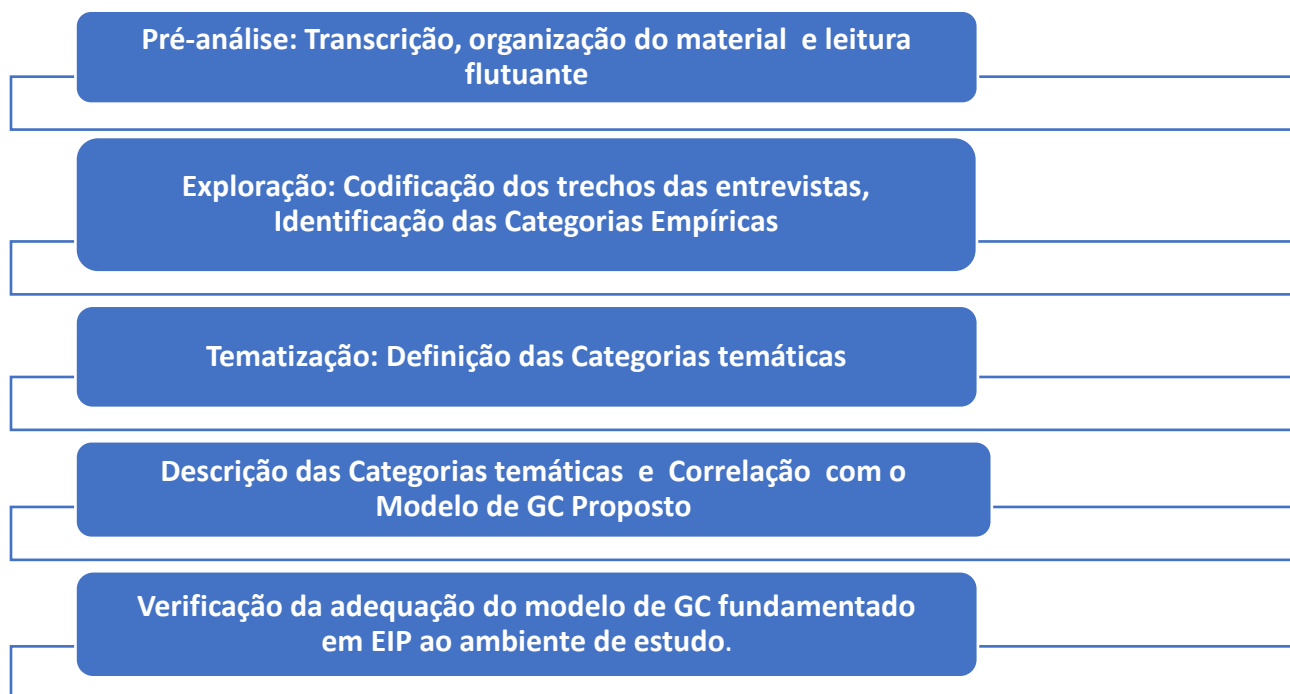 Pré-análise: Transcrição, organização do material e leitura
flutuante
Exploração: Codificação dos trechos das entrevistas,
Identificação das Categorias Empíricas
Tematização: Definição das Categorias temáticas
Descrição das Categorias temáticas e Correlação com o
Modelo de GC Proposto
Verificação da adequação do modelo de GC fundamentado
em EIP ao ambiente de estudo.